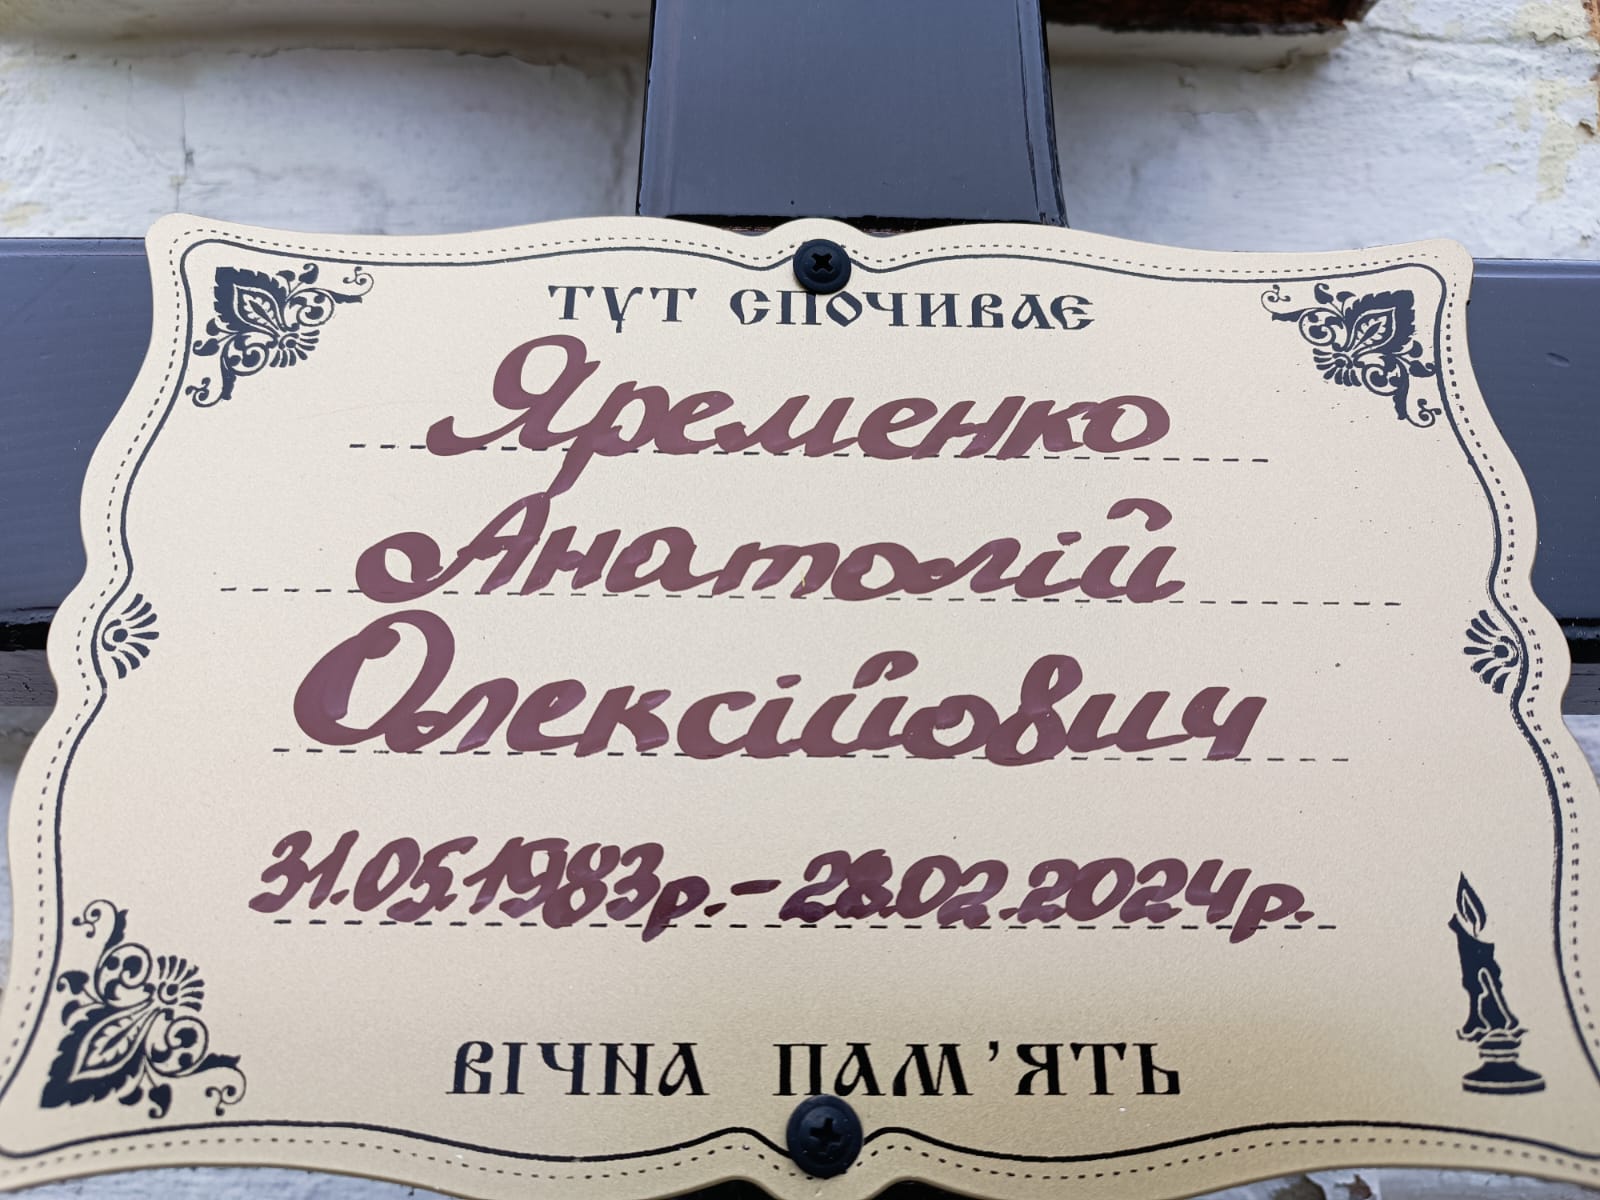 ТУТ СПОЧИВАЄ
Яременко
Анатолій
Олексійович
31.05.1983р.-28.02.2024р.
ВІЧНА ПАМ'ЯТЬ